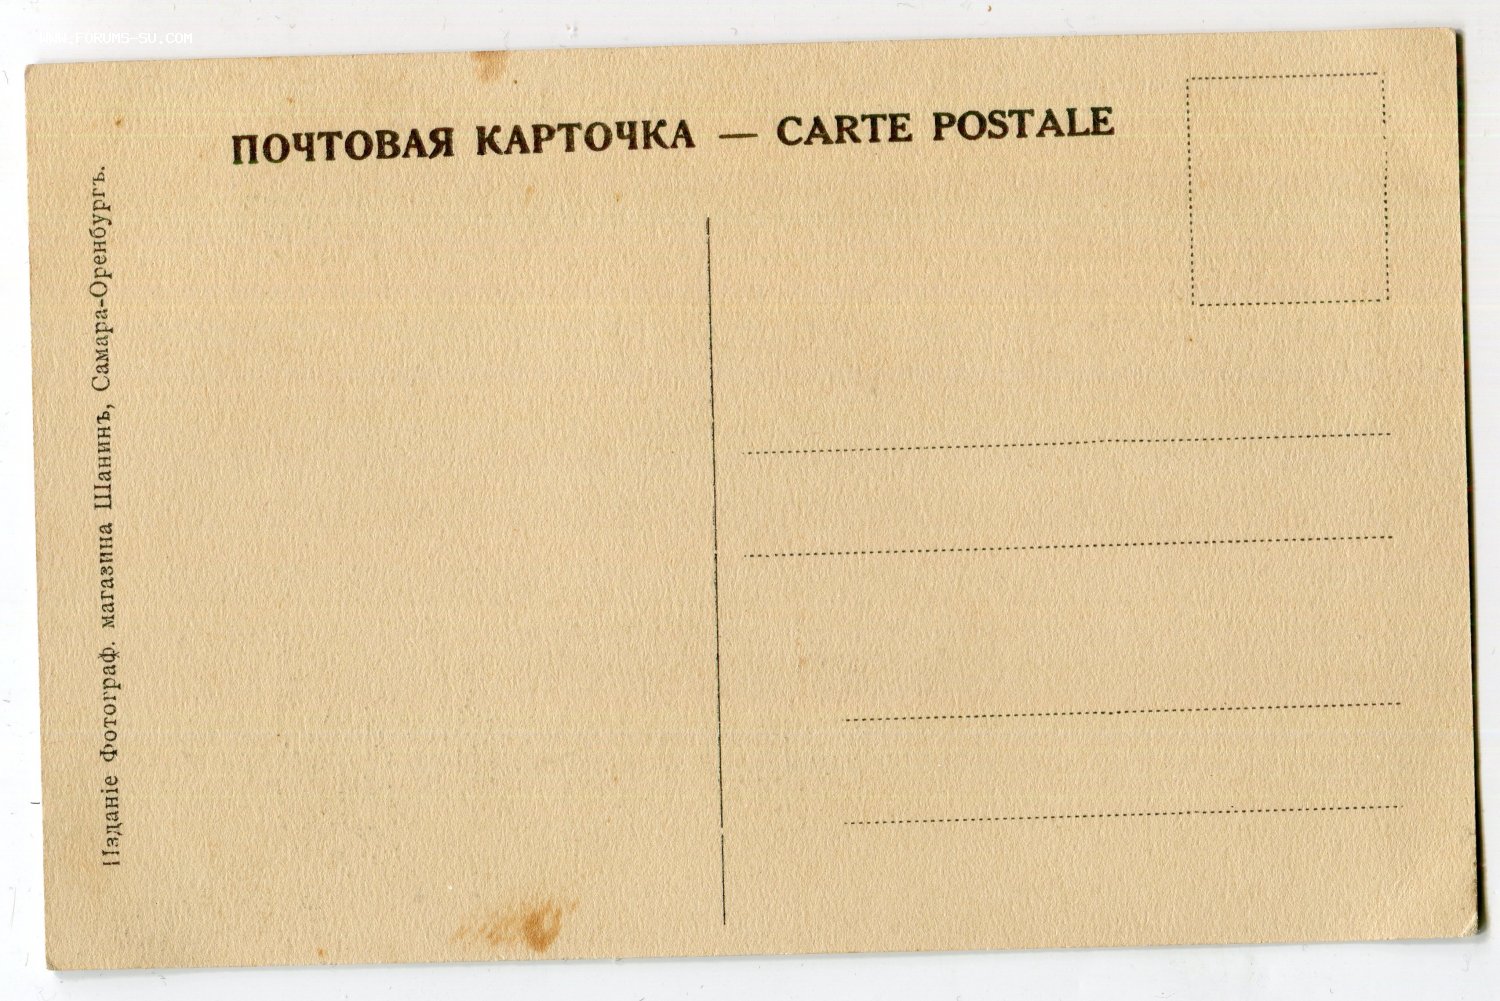 WWW.FORUMS-SU.COM
ПОЧТОВАЯ КАРТОЧКА — CARTE POSTALE
Изданіе Фотограф. магазина Шанинъ, Самара-Оренбургъ.